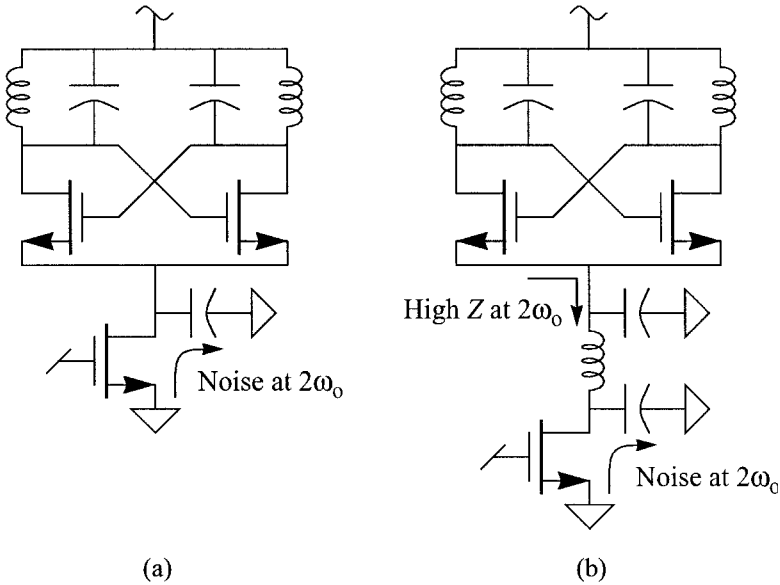 High Z at 2ω₀
Noise at 2ω₀
Noise at 2ω₀
(a)
(b)